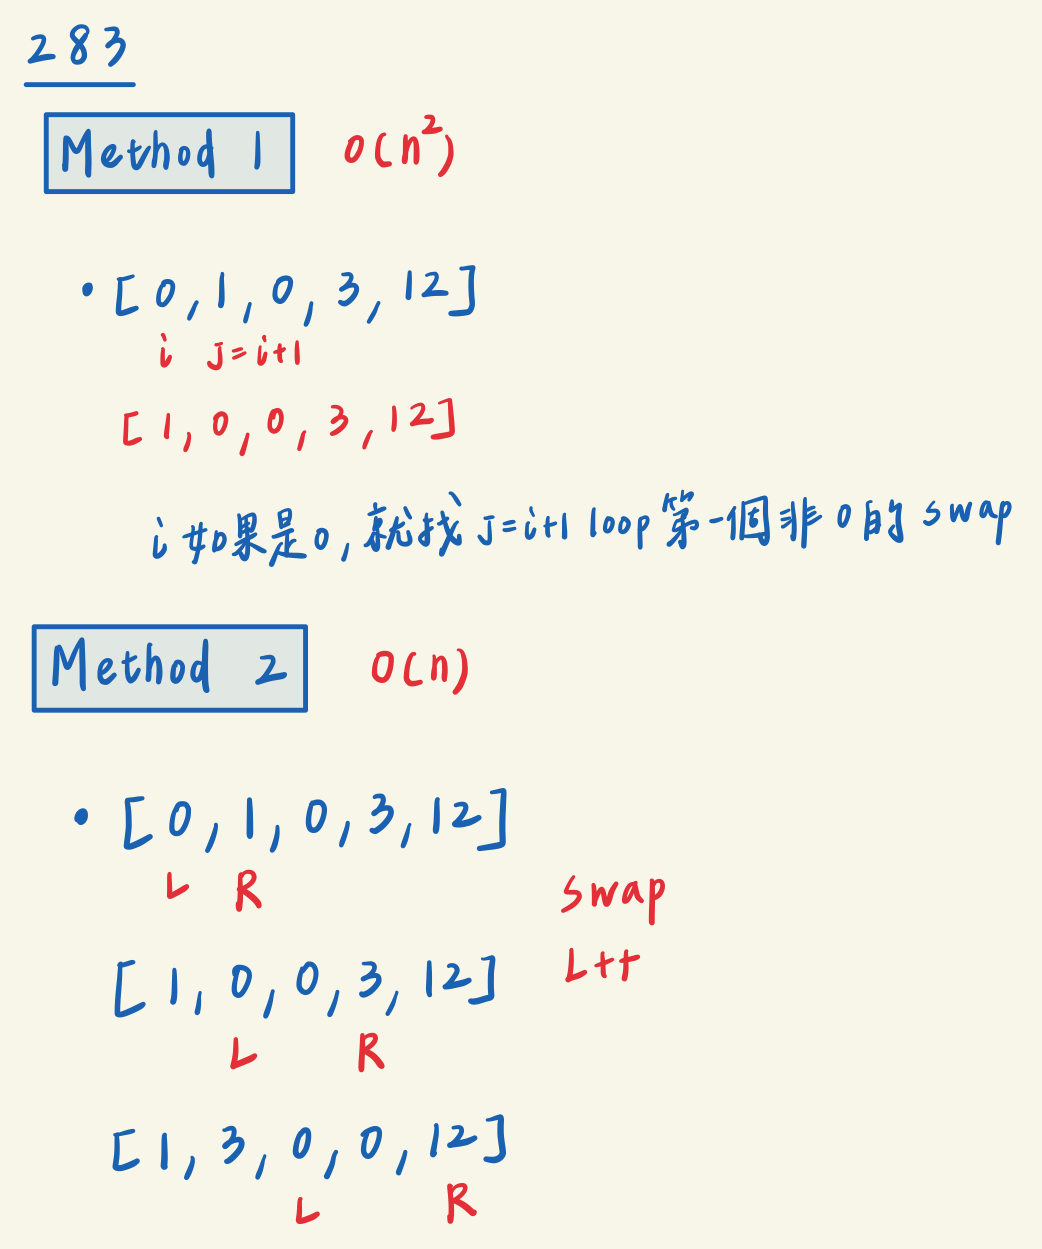 283
Method 1 O(n²)
• [0, 1, 0, 3, 12]
i j=i+1
[1, 0, 0, 3, 12]
i 如果是0, 就找 j=i+1 loop 第一個非0的 swap
Method 2 O(n)
• [0, 1, 0, 3, 12]
L R
swap
[1, 0, 0, 3, 12]
L++
L R
[1, 3, 0, 0, 12]
L R